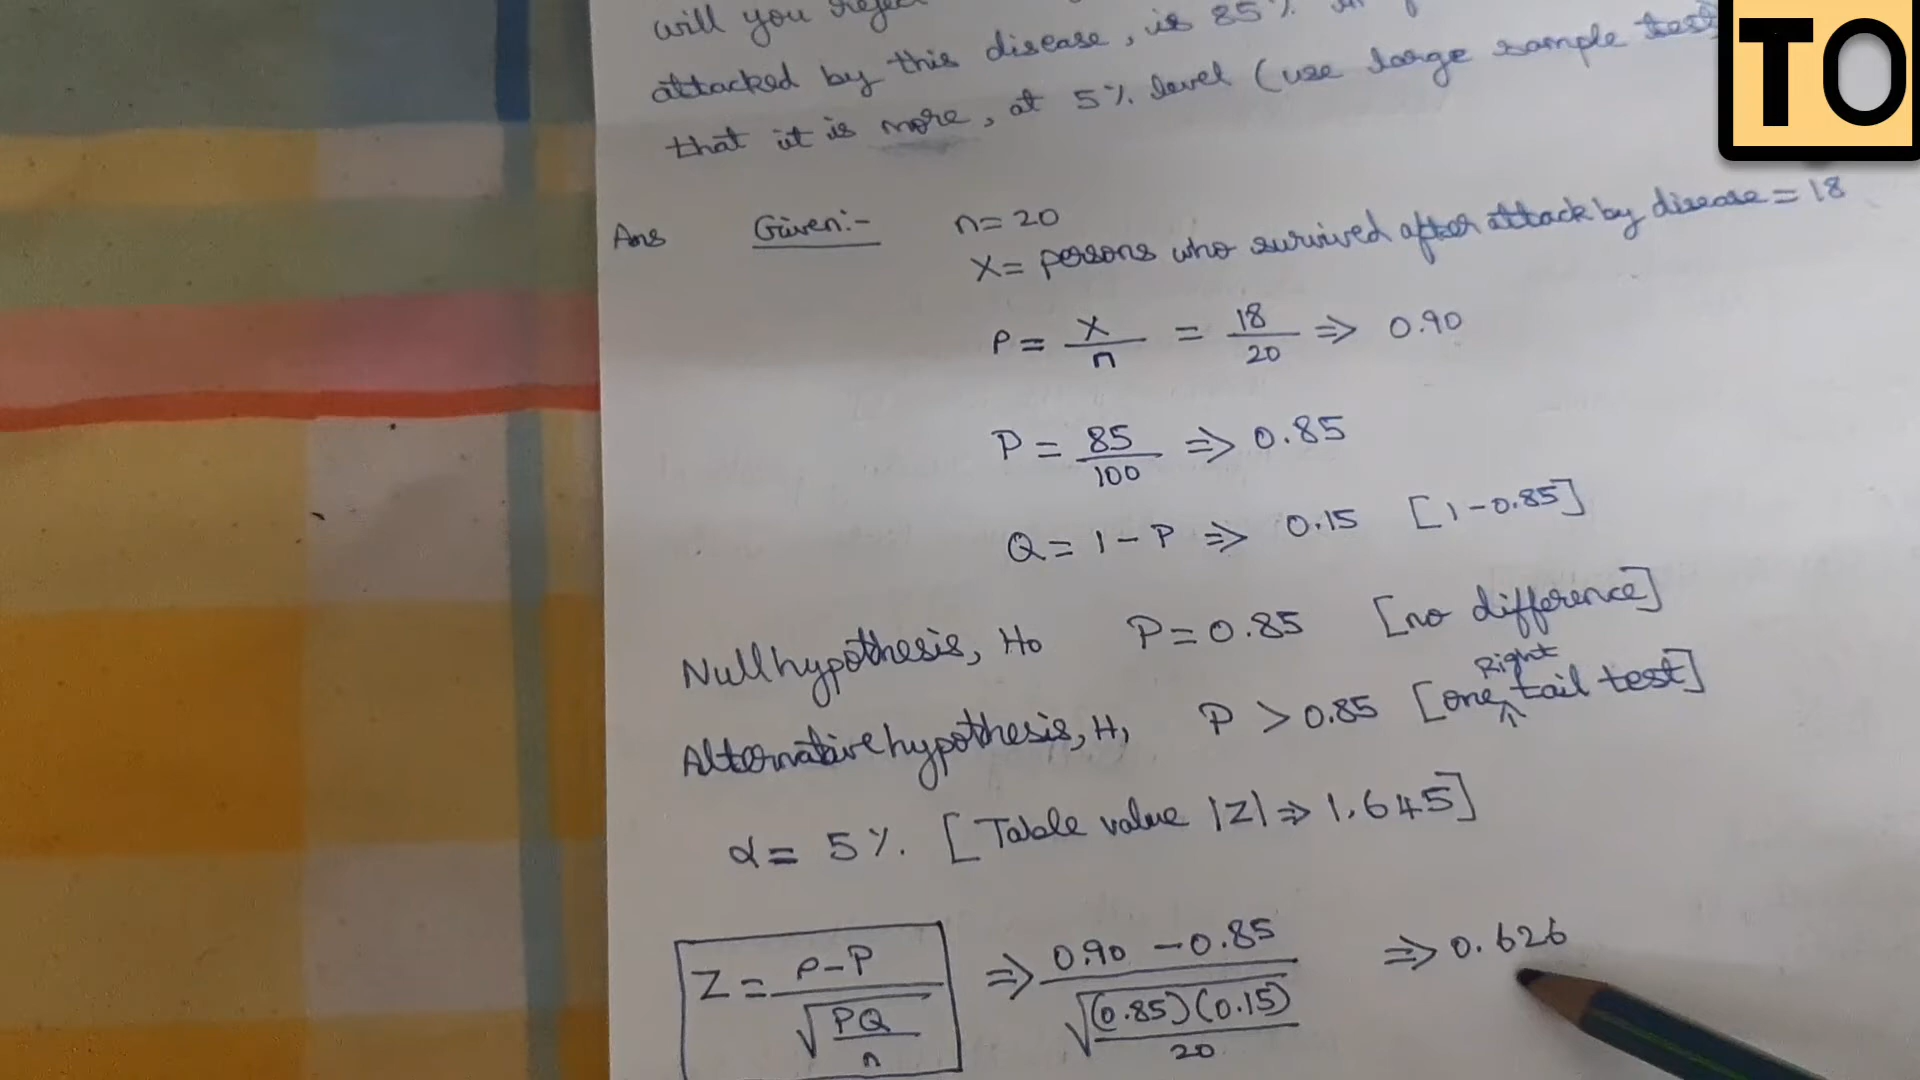 will you reject
attacked by this disease, is 85%
that it is more, at 5% level (use large sample test
TO
Ans Given:- n=20
X= persons who survived after attack by disease = 18
p = X/n = 18/20 ⇒ 0.90
P = 85/100 ⇒ 0.85
Q = 1-P ⇒ 0.15 [1-0.85]
Null hypothesis, H0 P=0.85 [no difference]
Alternative hypothesis, H1 P > 0.85 [one Right tail test]
α = 5% [Table value |Z| ⇒ 1.645]
Z = p-P/√PQ/n ⇒ 0.90-0.85/√(0.85)(0.15)/20 ⇒ 0.626